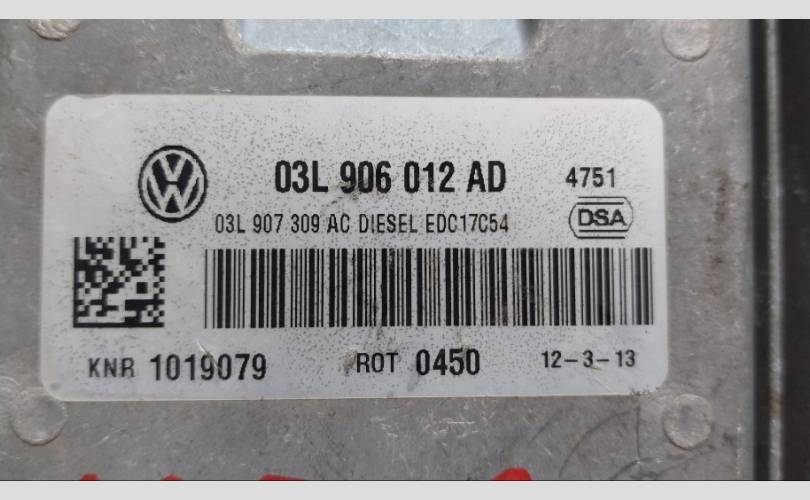 03L 906 012 AD 4751
03L 907 309 AC DIESEL EDC17C54 DSA
KNR 1019079 ROT 0450 12-3-13